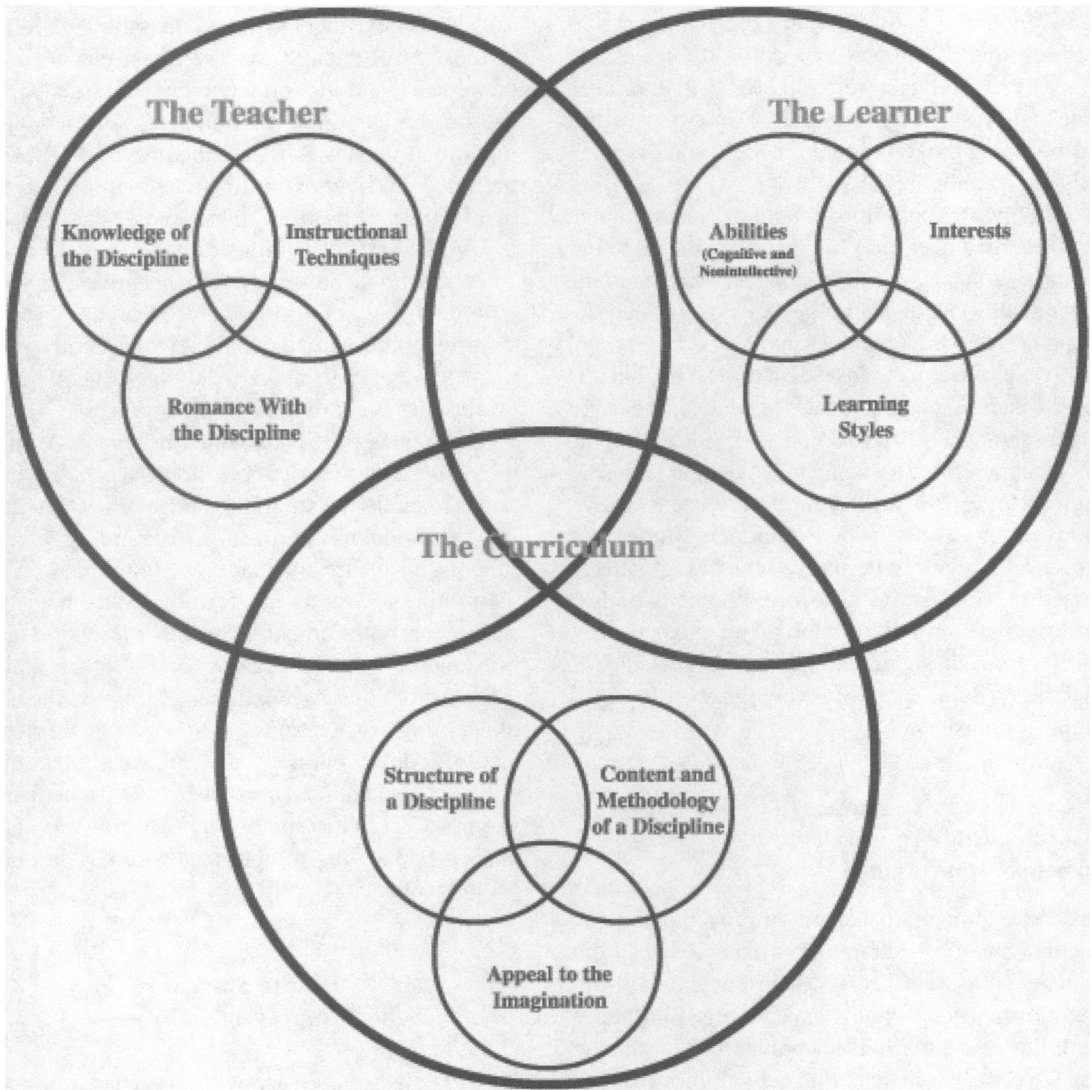 The Teacher
Knowledge of
the Discipline
Instructional
Techniques
Romance With
the Discipline
The Learner
Abilities
(Cognitive and
Nonintellective)
Interests
Learning
Styles
The Curriculum
Structure of
a Discipline
Content and
Methodology
of a Discipline
Appeal to the
Imagination